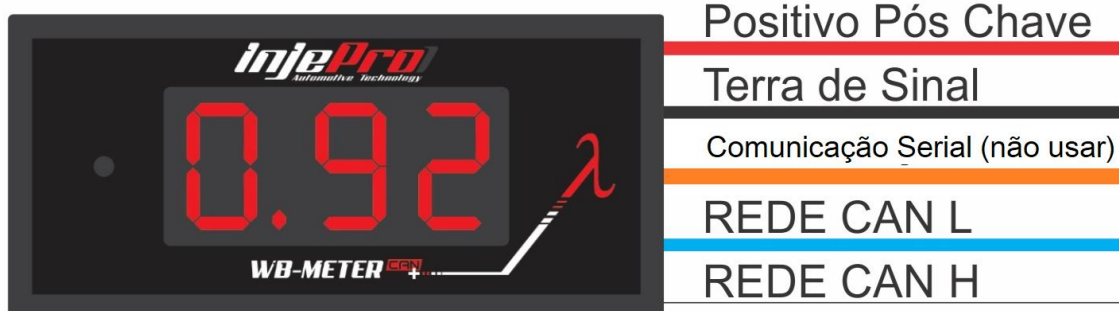 InjePro
Automotive Technology
0.92
λ
WB-METER CAN+
Positivo Pós Chave
Terra de Sinal
Comunicação Serial (não usar)
REDE CAN L
REDE CAN H